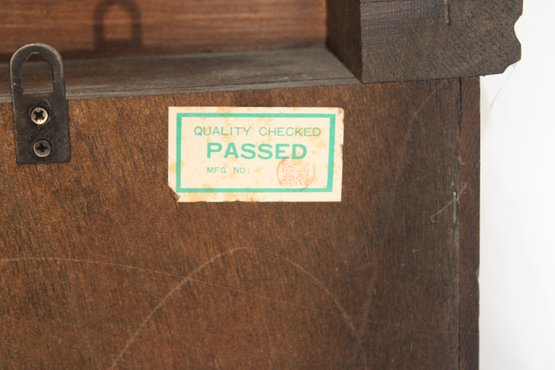 QUALITY CHECKED
PASSED
MFG NO: